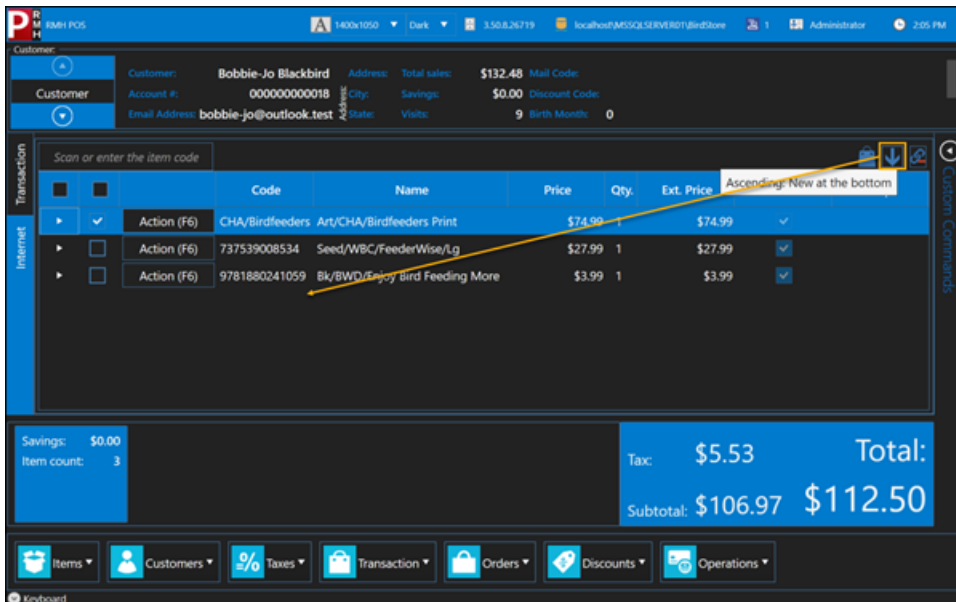 P RMH RMH POS A 1400x1050 Dark 3.50.8.26719 localhost\MSSQLSERVER01\BirdStore 1 Administrator 2:05 PM
Customer:
Customer
Customer: Bobbie-Jo Blackbird Address: Total sales: $132.48 Mail Code:
Account #: 000000000018 City: Savings: $0.00 Discount Code:
Email Address: bobbie-jo@outlook.test State: Visits: 9 Birth Month: 0
Address:
Transaction
Internet
Scan or enter the item code
Ascending: New at the bottom
Code Name Price Qty. Ext. Price
Action (F6) CHA/Birdfeeders Art/CHA/Birdfeeders Print $74.99 1 $74.99
Action (F6) 737539008534 Seed/WBC/FeederWise/Lg $27.99 1 $27.99
Action (F6) 9781880241059 Bk/BWD/Enjoy Bird Feeding More $3.99 1 $3.99
Custom Commands
Savings: $0.00
Item count: 3
Tax: $5.53 Total:
Subtotal: $106.97 $112.50
Items Customers Taxes Transaction Orders Discounts Operations
Keyboard